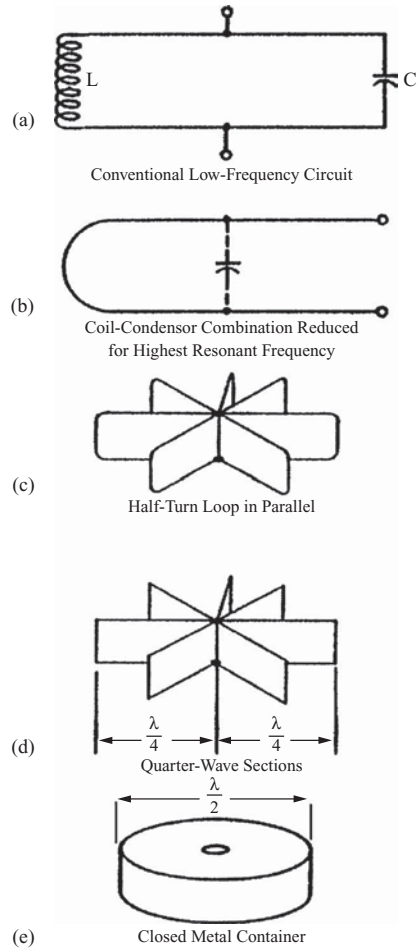 L
C
(a)
Conventional Low-Frequency Circuit
(b)
Coil-Condensor Combination Reduced
for Highest Resonant Frequency
(c)
Half-Turn Loop in Parallel
λ
4
λ
4
(d)
Quarter-Wave Sections
λ
2
(e)
Closed Metal Container